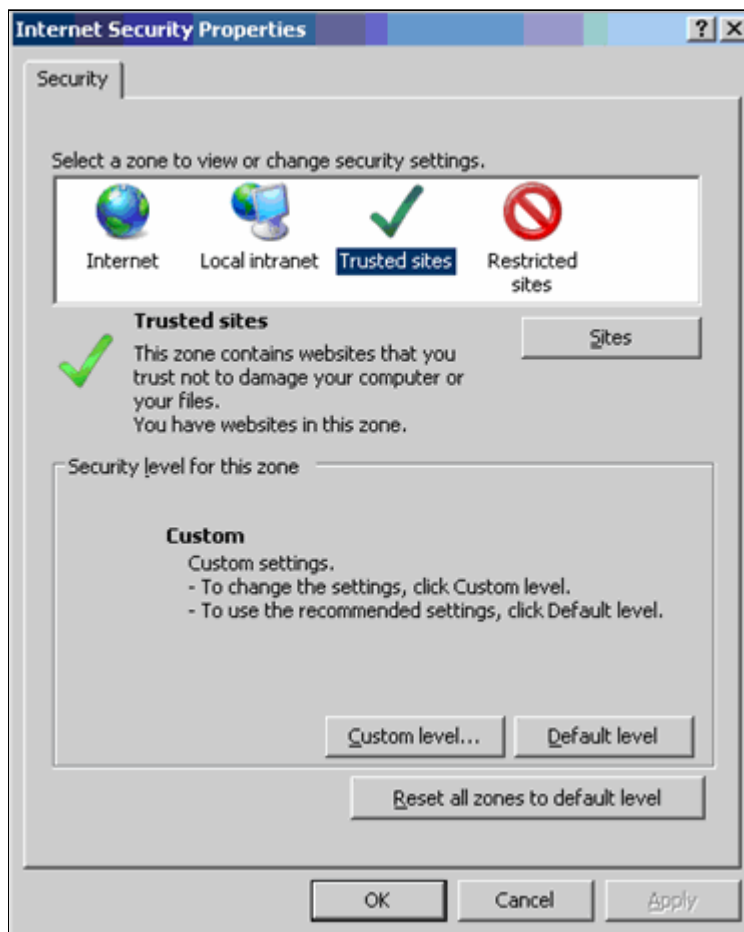 Internet Security Properties
Security
Select a zone to view or change security settings.
Internet
Local intranet
Trusted sites
Restricted
sites
Trusted sites
Sites
This zone contains websites that you
trust not to damage your computer or
your files.
You have websites in this zone.
Security level for this zone
Custom
Custom settings.
- To change the settings, click Custom level.
- To use the recommended settings, click Default level.
Custom level...
Default level
Reset all zones to default level
OK
Cancel
Apply